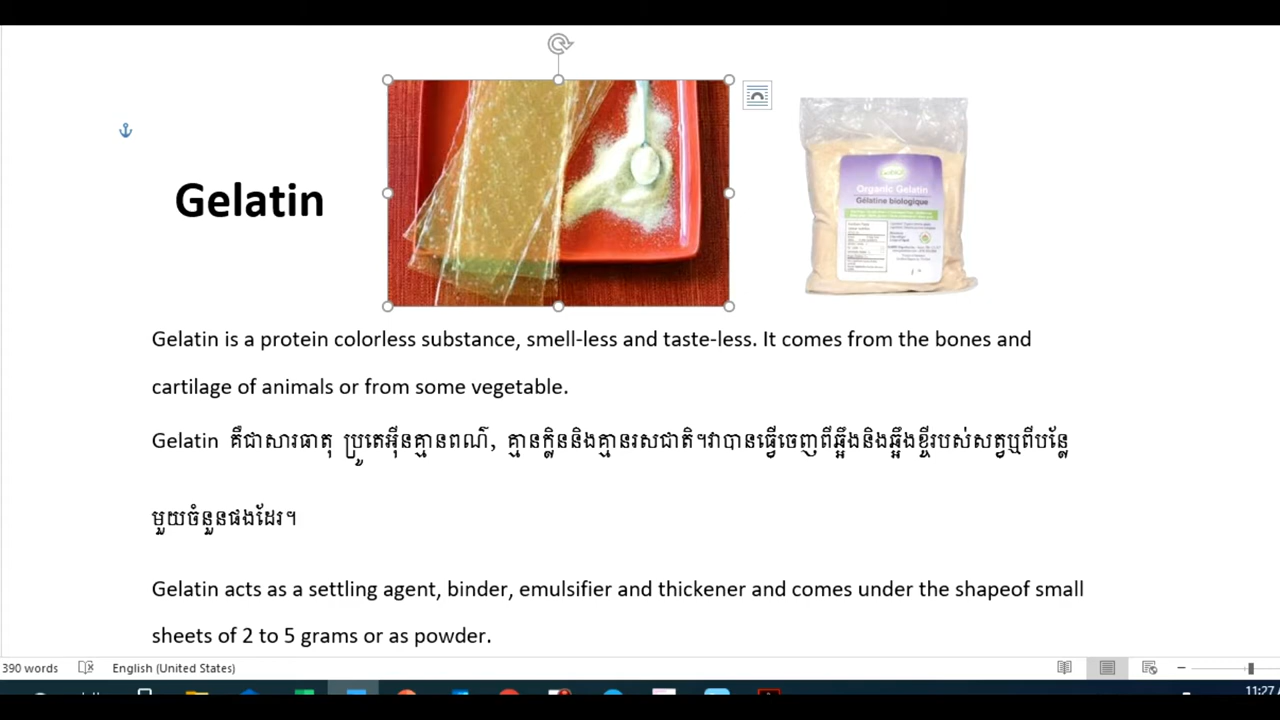 Gelatin
Organic Gelatin
Gélatine biologique
Gelatin is a protein colorless substance, smell-less and taste-less. It comes from the bones and
cartilage of animals or from some vegetable.
Gelatin គឺជាសារធាតុ ប្រូតេអ៊ីនគ្មានពណ៌, គ្មានក្លិននិងគ្មានរសជាតិ។វាបានធ្វើចេញពីឆ្អឹងនិងឆ្អឹងខ្ចីរបស់សត្វឬពីបន្លែ
មួយចំនួនផងដែរ។
Gelatin acts as a settling agent, binder, emulsifier and thickener and comes under the shapeof small
sheets of 2 to 5 grams or as powder.
390 words
English (United States)
11:27